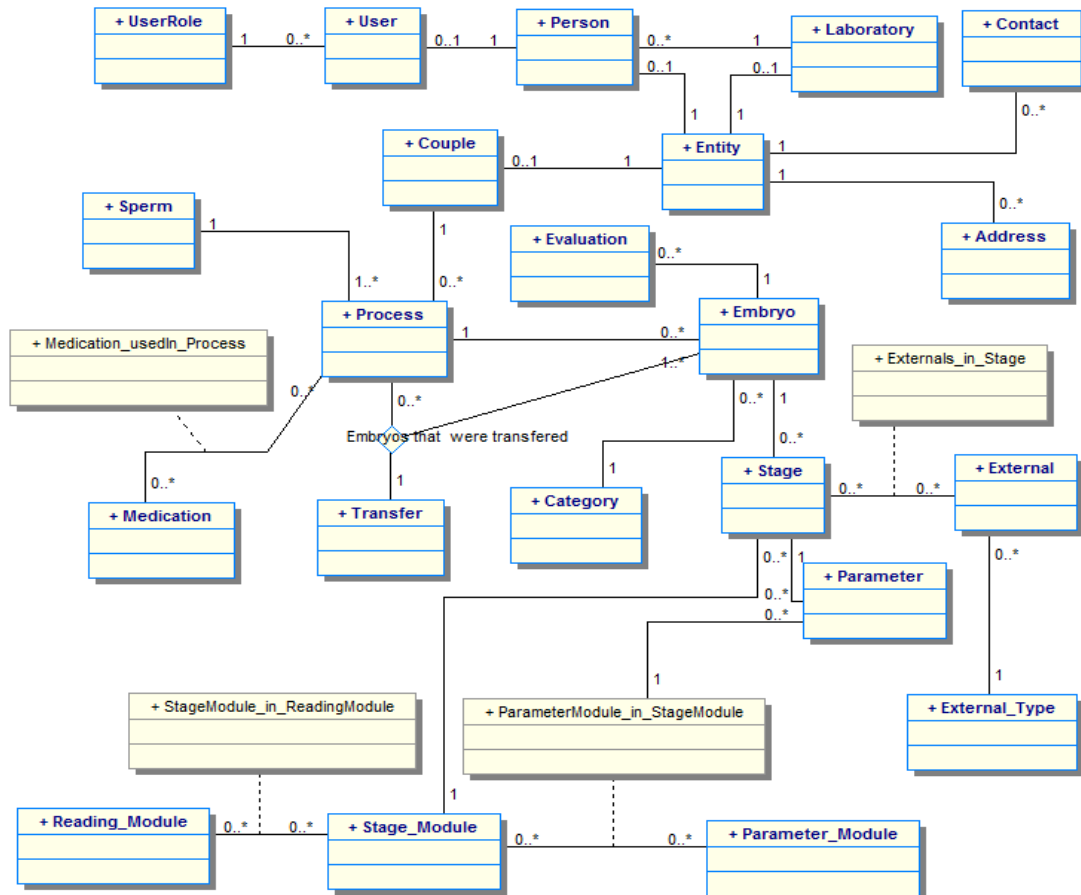 + UserRole
1
0..*
+ User
0..1
1
+ Person
0..*
1
+ Laboratory
+ Contact
0..1
0..1
0..*
1
1
+ Couple
0..1
1
+ Entity
1
1
0..*
+ Sperm
1
1
+ Evaluation
0..*
+ Address
1
1..*
0..*
+ Process
1
0..*
+ Embryo
+ Medication_usedIn_Process
0..*
1..*
+ Externals_in_Stage
0..*
0..*
1
Embryos that were transfered
0..*
1
0..*
1
+ Stage
0..*
0..*
+ External
+ Medication
+ Transfer
+ Category
0..*
1
0..*
+ Parameter
0..*
0..*
1
1
+ StageModule_in_ReadingModule
+ ParameterModule_in_StageModule
+ External_Type
1
+ Reading_Module
0..*
0..*
+ Stage_Module
0..*
0..*
+ Parameter_Module